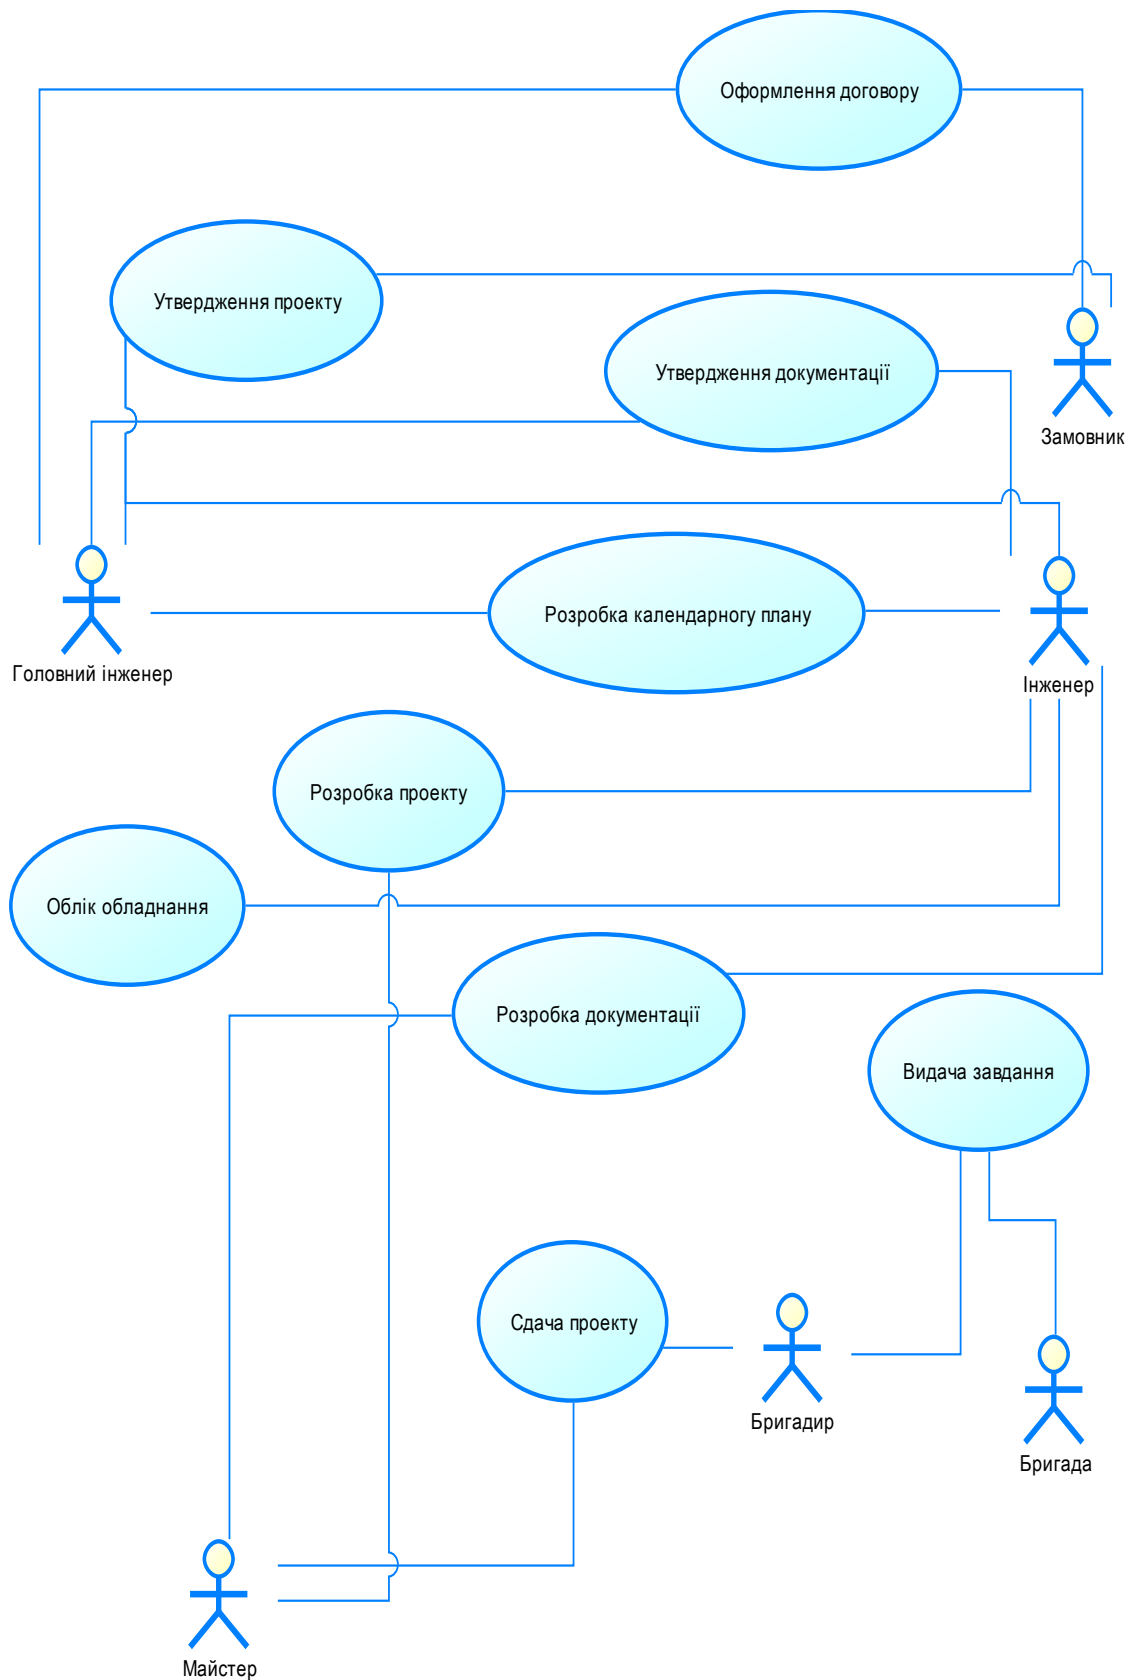 Оформлення договору
Утвердження проекту
Утвердження документації
Замовник
Розробка календарного плану
Головний інженер
Інженер
Розробка проекту
Облік обладнання
Розробка документації
Видача завдання
Сдача проекту
Бригадир
Бригада
Майстер